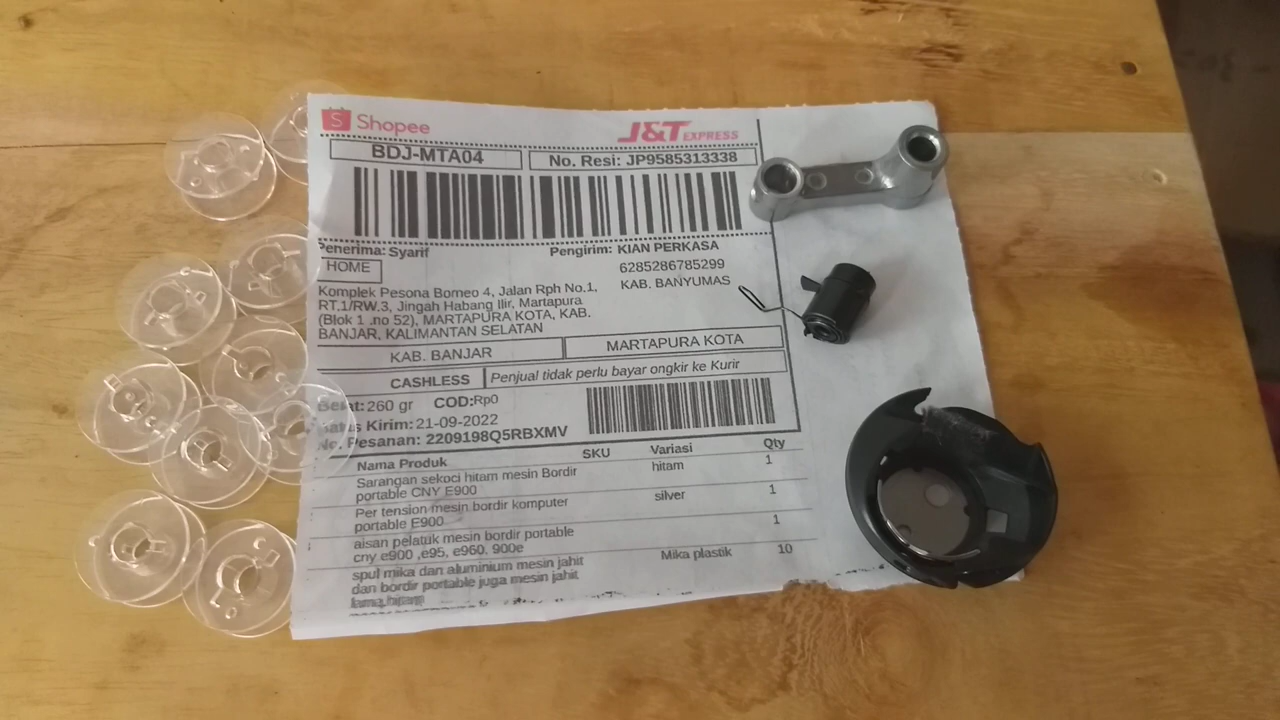 Shopee
J&T EXPRESS
BDJ-MTA04
No. Resi: JP9585313338
Penerima: Syarif
Pengirim: KIAN PERKASA
HOME
6285286785299
KAB. BANYUMAS
Komplek Pesona Borneo 4, Jalan Rph No.1,
RT.1/RW.3, Jingah Habang Ilir, Martapura
(Blok 1 .no 52), MARTAPURA KOTA, KAB.
BANJAR, KALIMANTAN SELATAN
KAB. BANJAR
MARTAPURA KOTA
CASHLESS
Penjual tidak perlu bayar ongkir ke Kurir
Berat: 260 gr COD:Rp0
Batas Kirim: 21-09-2022
No. Pesanan: 2209198Q5RBXMV
Nama Produk SKU Variasi Qty
Sarangan sekoci hitam mesin Bordir hitam 1
portable CNY E900
Per tension mesin bordir komputer silver 1
portable E900
aisan pelatuk mesin bordir portable 1
cny e900 ,e95, e960, 900e
spul mika dan aluminium mesin jahit Mika plastik 10
dan bordir portable juga mesin jahit